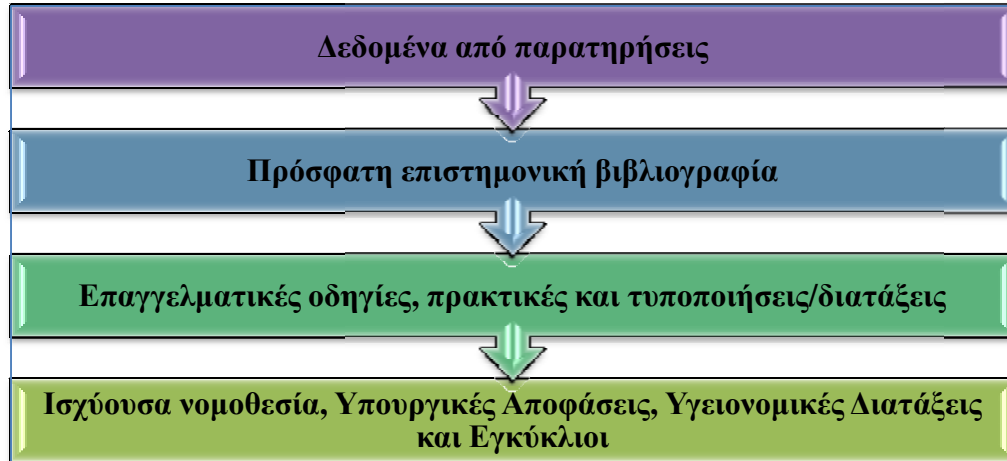 Δεδομένα από παρατηρήσεις
Πρόσφατη επιστημονική βιβλιογραφία
Επαγγελματικές οδηγίες, πρακτικές και τυποποιήσεις/διατάξεις
Ισχύουσα νομοθεσία, Υπουργικές Αποφάσεις, Υγειονομικές Διατάξεις
και Εγκύκλιοι